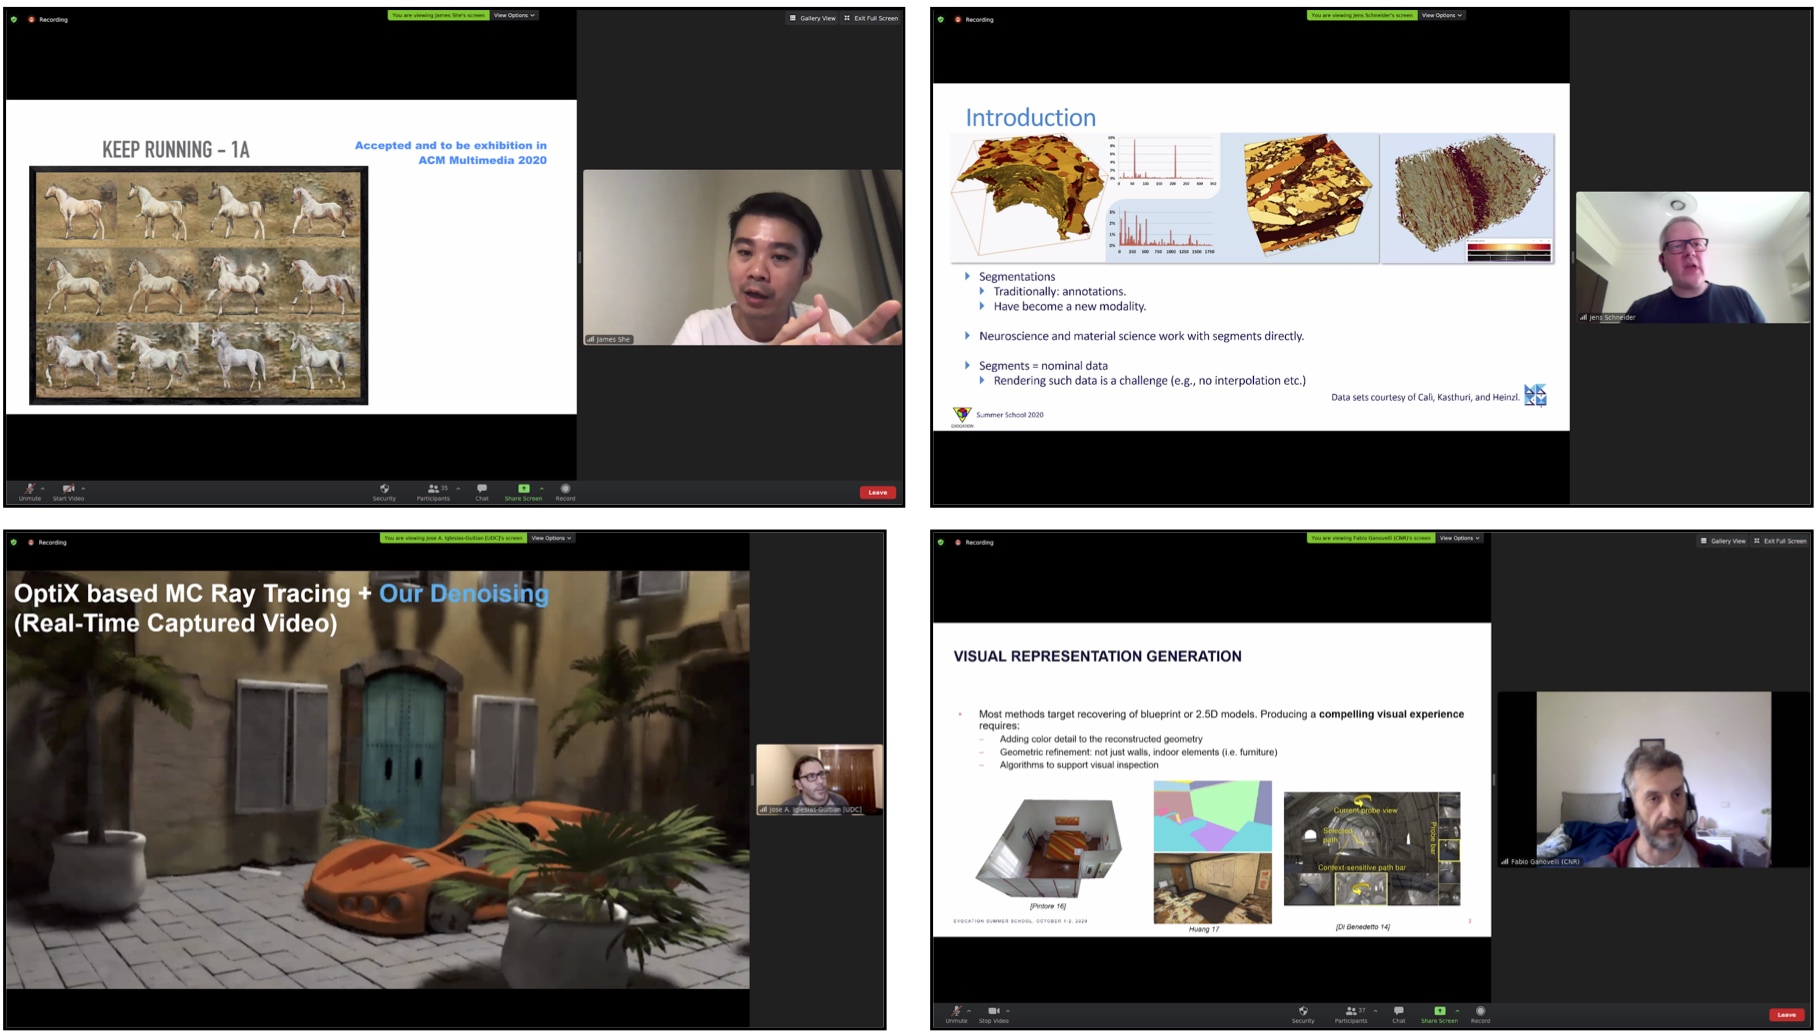 Recording
You are viewing James She's screen
View Options
Gallery View
Exit Full Screen
KEEP RUNNING – 1A
Accepted and to be exhibition in
ACM Multimedia 2020
James She
Unmute
Start Video
Security
Participants
35
Chat
Share Screen
Record
Leave
Recording
You are viewing Jens Schneider's screen
View Options
Introduction
Segmentations
Traditionally: annotations.
Have become a new modality.
Neuroscience and material science work with segments directly.
Segments = nominal data
Rendering such data is a challenge (e.g., no interpolation etc.)
Data sets courtesy of Calì, Kasthuri, and Heinzl.
EVOCATION
Summer School 2020
Jens Schneider
Recording
You are viewing Jose A. Iglesias-Guitian [UDC]'s screen
View Options
OptiX based MC Ray Tracing + Our Denoising
(Real-Time Captured Video)
Jose A. Iglesias-Guitian [UDC]
Recording
You are viewing Fabio Ganovelli (CNR)'s screen
View Options
Gallery View
Exit Full Screen
VISUAL REPRESENTATION GENERATION
Most methods target recovering of blueprint or 2.5D models. Producing a compelling visual experience
requires:
– Adding color detail to the reconstructed geometry
– Geometric refinement: not just walls, indoor elements (i.e. furniture)
– Algorithms to support visual inspection
Current probe view
Selected
path
Probe bar
Context-sensitive path bar
[Pintore 16]
Huang 17
[Di Benedetto 14]
EVOCATION SUMMER SCHOOL, OCTOBER 1-2, 2020
2
Fabio Ganovelli (CNR)
Unmute
Stop Video
Security
Participants
37
Chat
Share Screen
Record
Leave